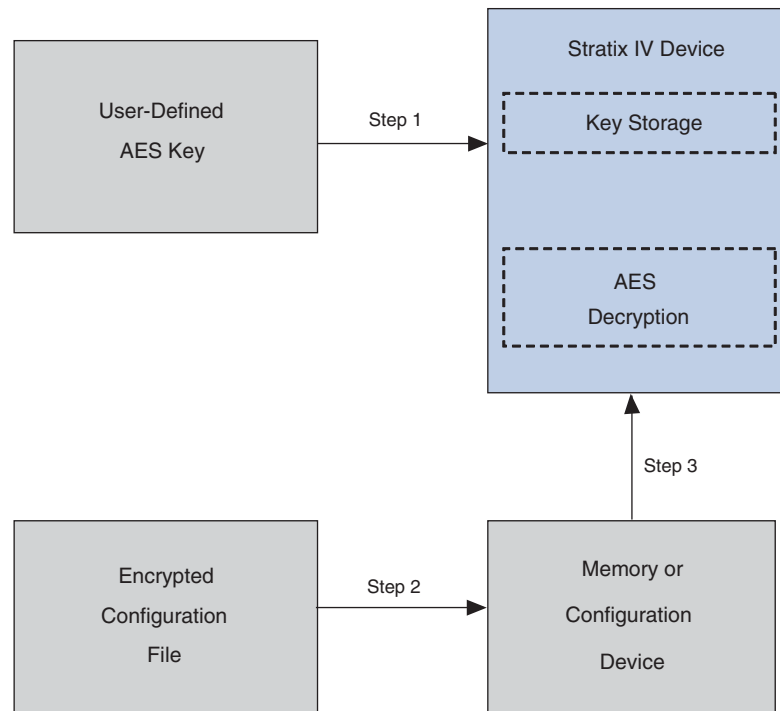 User-Defined
AES Key
Step 1
Stratix IV Device
Key Storage
AES
Decryption
Step 3
Encrypted
Configuration
File
Step 2
Memory or
Configuration
Device